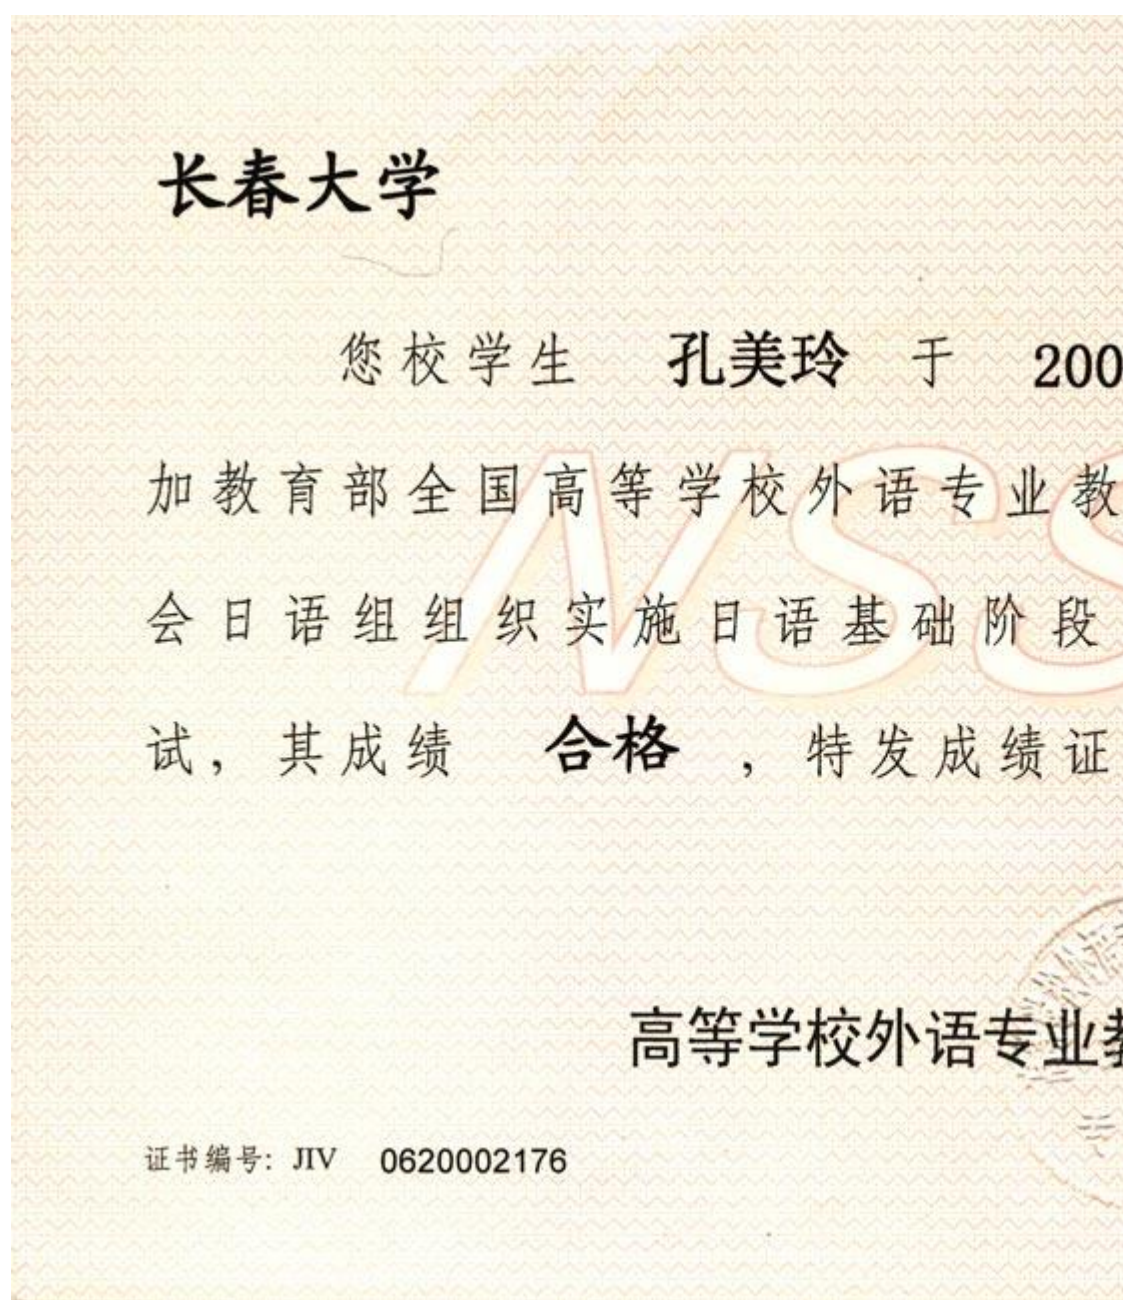 长春大学
您校学生 孔美玲 于 200
加教育部全国高等学校外语专业教
会日语组组织实施日语基础阶段
试，其成绩 合格 ，特发成绩证
NSS
高等学校外语专业教
证书编号: JIV 0620002176